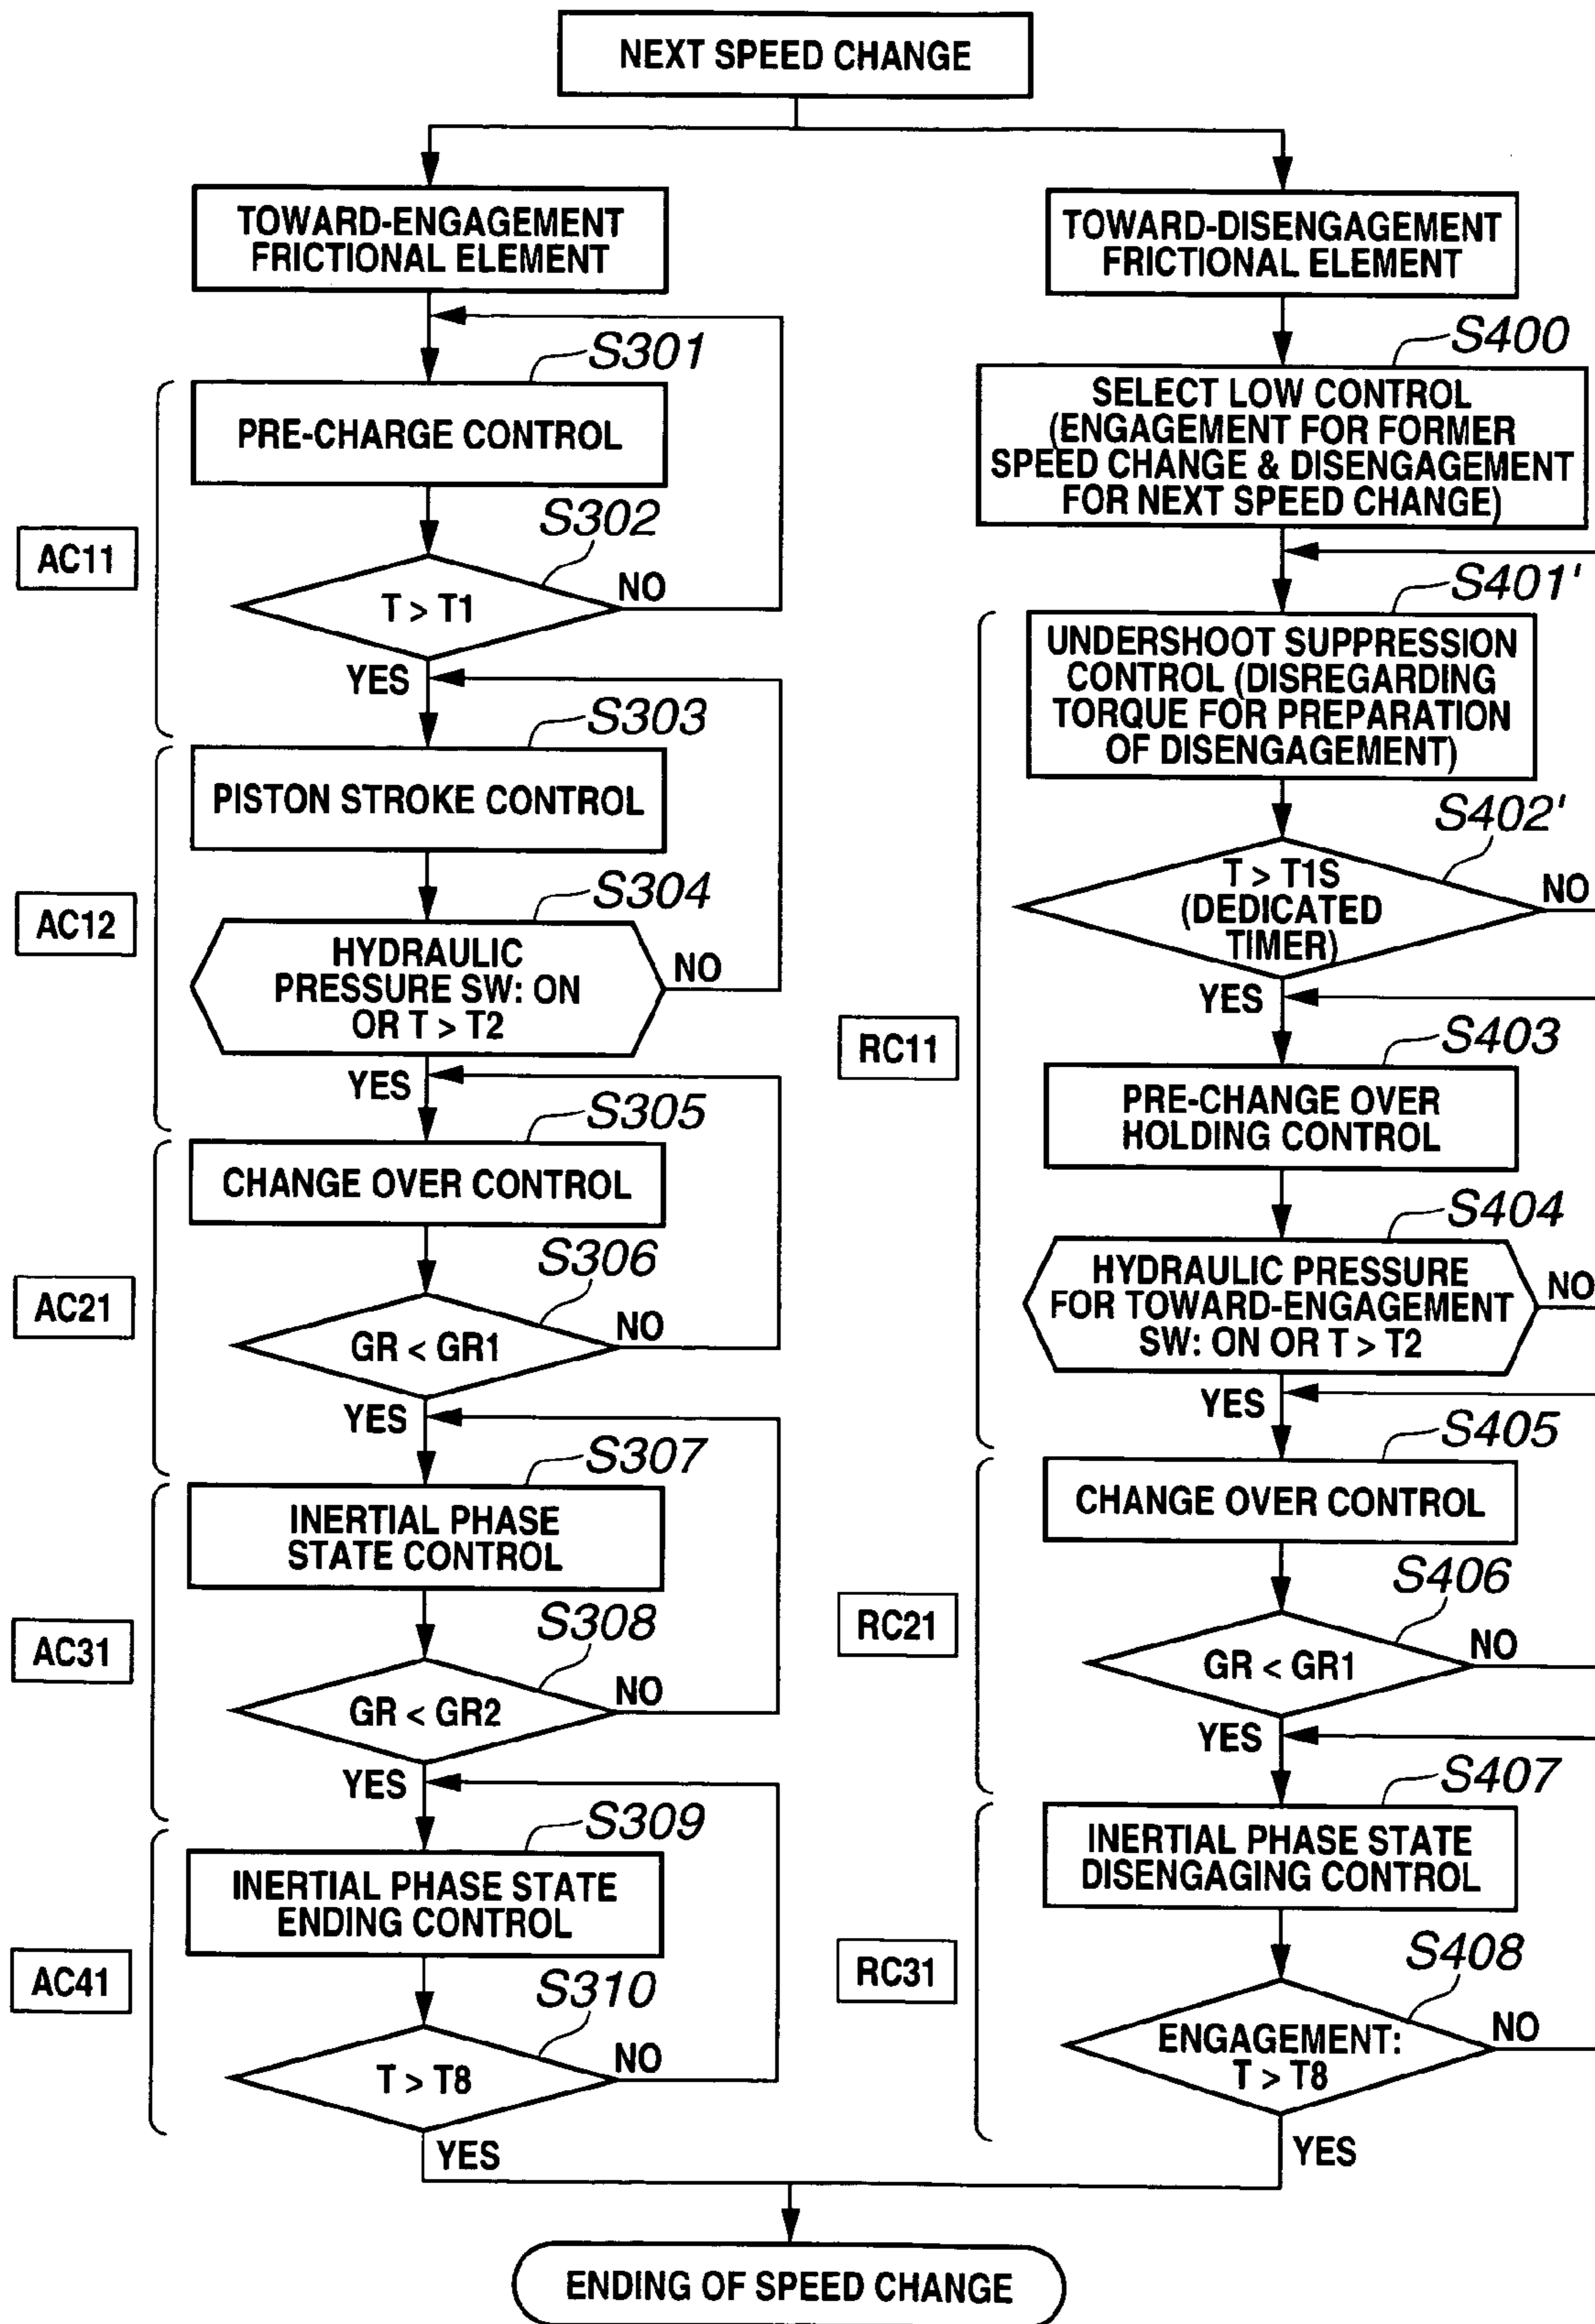 NEXT SPEED CHANGE
TOWARD-ENGAGEMENT
FRICTIONAL ELEMENT
S301
PRE-CHARGE CONTROL
S302
AC11
T > T1
NO
YES
S303
PISTON STROKE CONTROL
S304
AC12
HYDRAULIC
PRESSURE SW: ON
OR T > T2
NO
YES
S305
CHANGE OVER CONTROL
S306
AC21
GR < GR1
NO
YES
S307
INERTIAL PHASE
STATE CONTROL
S308
AC31
GR < GR2
NO
YES
S309
INERTIAL PHASE STATE
ENDING CONTROL
S310
AC41
T > T8
NO
YES
TOWARD-DISENGAGEMENT
FRICTIONAL ELEMENT
S400
SELECT LOW CONTROL
(ENGAGEMENT FOR FORMER
SPEED CHANGE & DISENGAGEMENT
FOR NEXT SPEED CHANGE)
S401'
UNDERSHOOT SUPPRESSION
CONTROL (DISREGARDING
TORQUE FOR PREPARATION
OF DISENGAGEMENT)
S402'
T > T1S
(DEDICATED
TIMER)
NO
YES
RC11
S403
PRE-CHANGE OVER
HOLDING CONTROL
S404
HYDRAULIC PRESSURE
FOR TOWARD-ENGAGEMENT
SW: ON OR T > T2
NO
YES
S405
CHANGE OVER CONTROL
S406
RC21
GR < GR1
NO
YES
S407
INERTIAL PHASE STATE
DISENGAGING CONTROL
S408
RC31
ENGAGEMENT:
T > T8
NO
YES
ENDING OF SPEED CHANGE